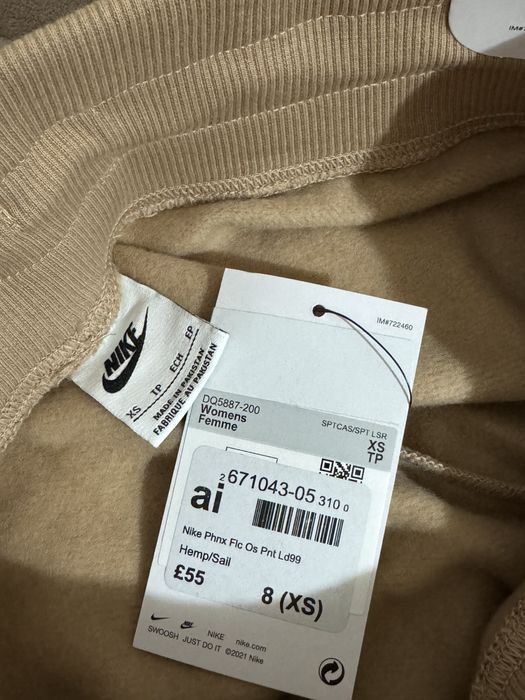 IM#
NIKE
XS TP ECH EP
MADE IN PAKISTAN
FABRIQUE AU PAKISTAN
IM#722460
DQ5887-200
Womens
Femme
SPTCAS/SPT LSR
XS
TP
ai
2 671043-05 310 0
Nike Phnx Flc Os Pnt Ld99
Hemp/Sail
£55
8 (XS)
NIKE nike.com
SWOOSH JUST DO IT ©2021 Nike